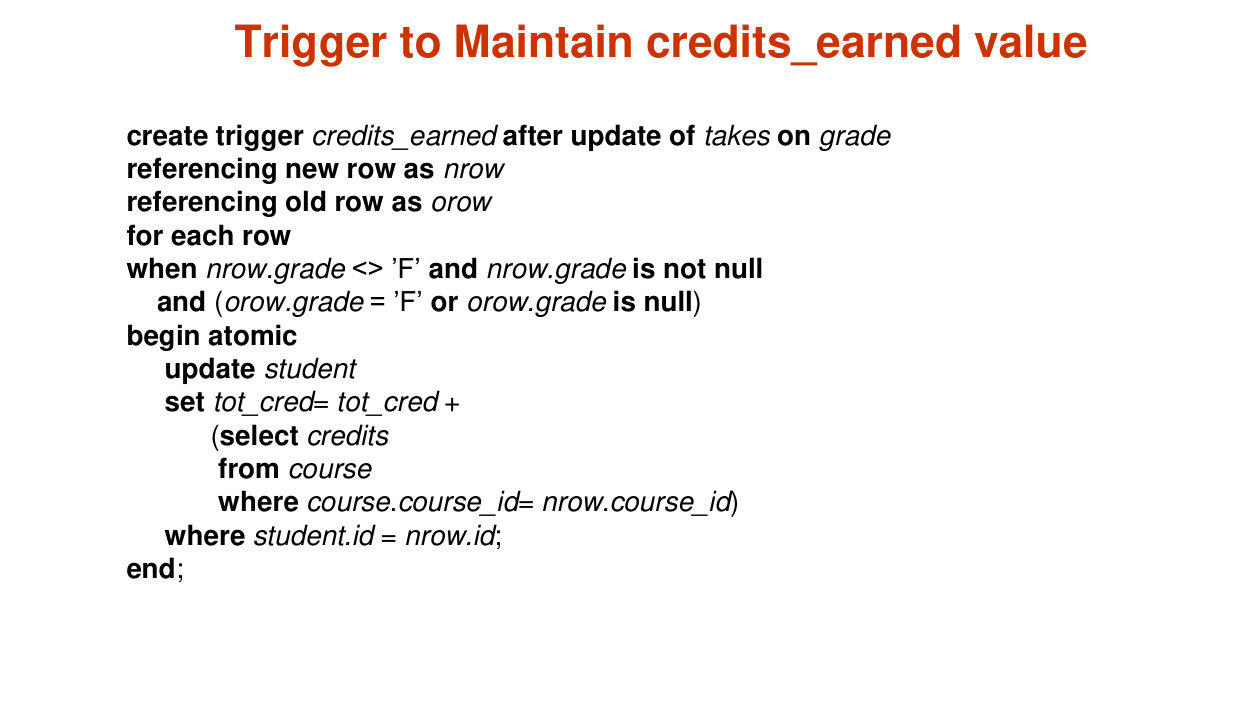 Trigger to Maintain credits_earned value
create trigger credits_earned after update of takes on grade
referencing new row as nrow
referencing old row as orow
for each row
when nrow.grade <> ’F’ and nrow.grade is not null
and (orow.grade = ’F’ or orow.grade is null)
begin atomic
update student
set tot_cred= tot_cred +
(select credits
from course
where course.course_id= nrow.course_id)
where student.id = nrow.id;
end;